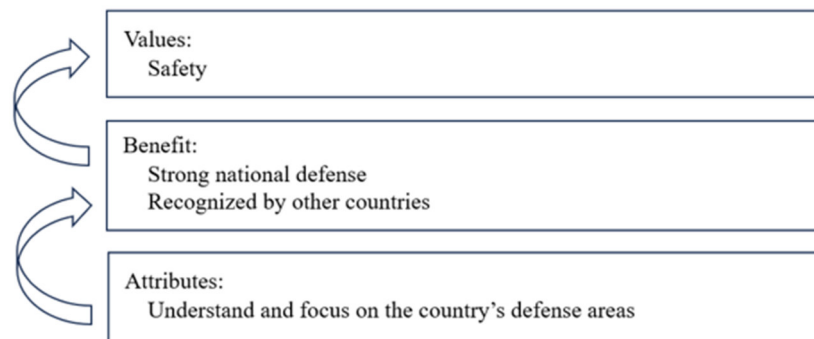 Values:
Safety
Benefit:
Strong national defense
Recognized by other countries
Attributes:
Understand and focus on the country’s defense areas